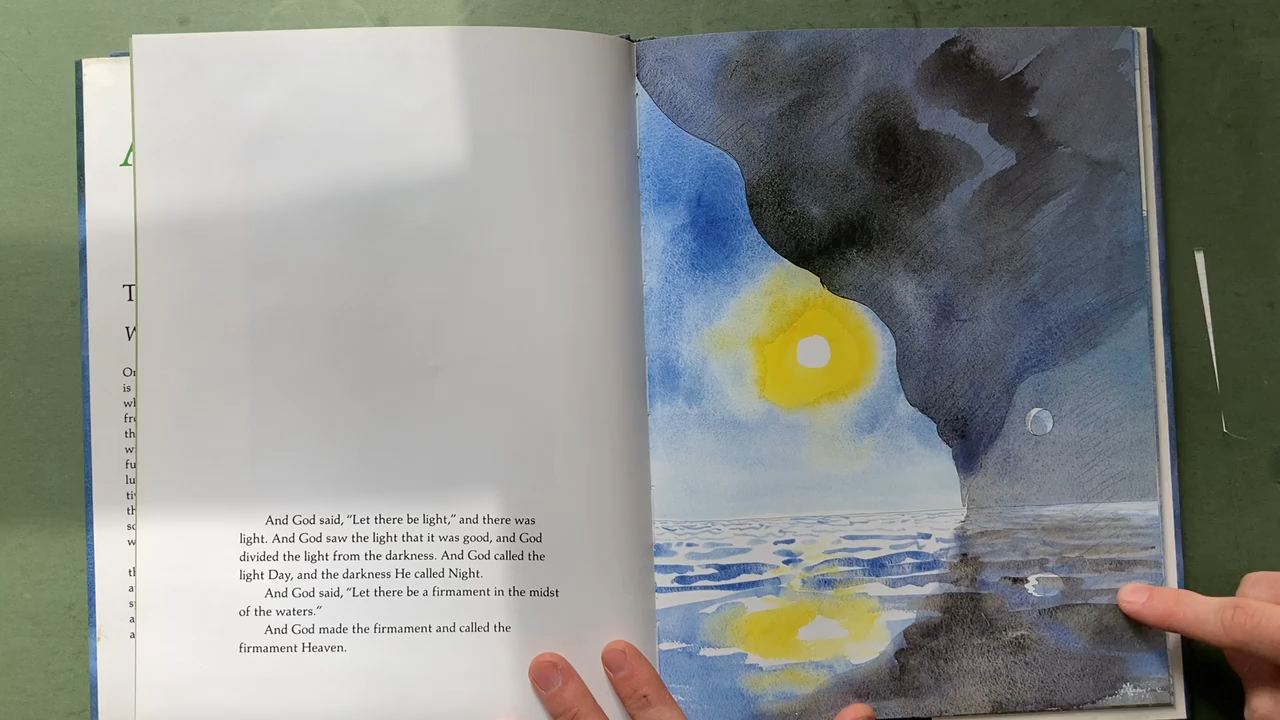 And God said, “Let there be light,” and there was
light. And God saw the light that it was good, and God
divided the light from the darkness. And God called the
light Day, and the darkness He called Night.
And God said, “Let there be a firmament in the midst
of the waters.”
And God made the firmament and called the
firmament Heaven.